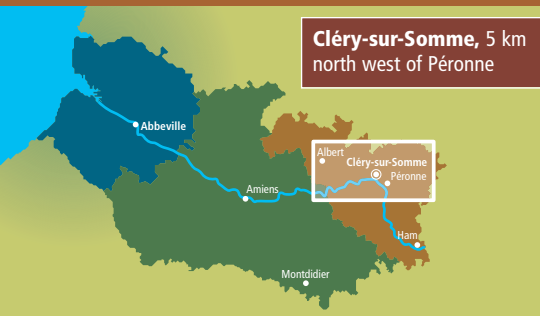 Cléry-sur-Somme, 5 km
north west of Péronne
Abbeville
Albert
Cléry-sur-Somme
Péronne
Amiens
Ham
Montdidier